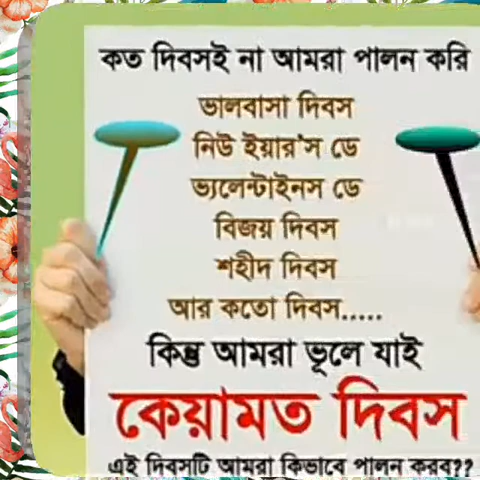 কত দিবসই না আমরা পালন করি
ভালবাসা দিবস
নিউ ইয়ার'স ডে
ভ্যলেন্টাইনস ডে
বিজয় দিবস
শহীদ দিবস
আর কতো দিবস.....
কিন্তু আমরা ভূলে যাই
কেয়ামত দিবস
এই দিবসটি আমরা কিভাবে পালন করব??